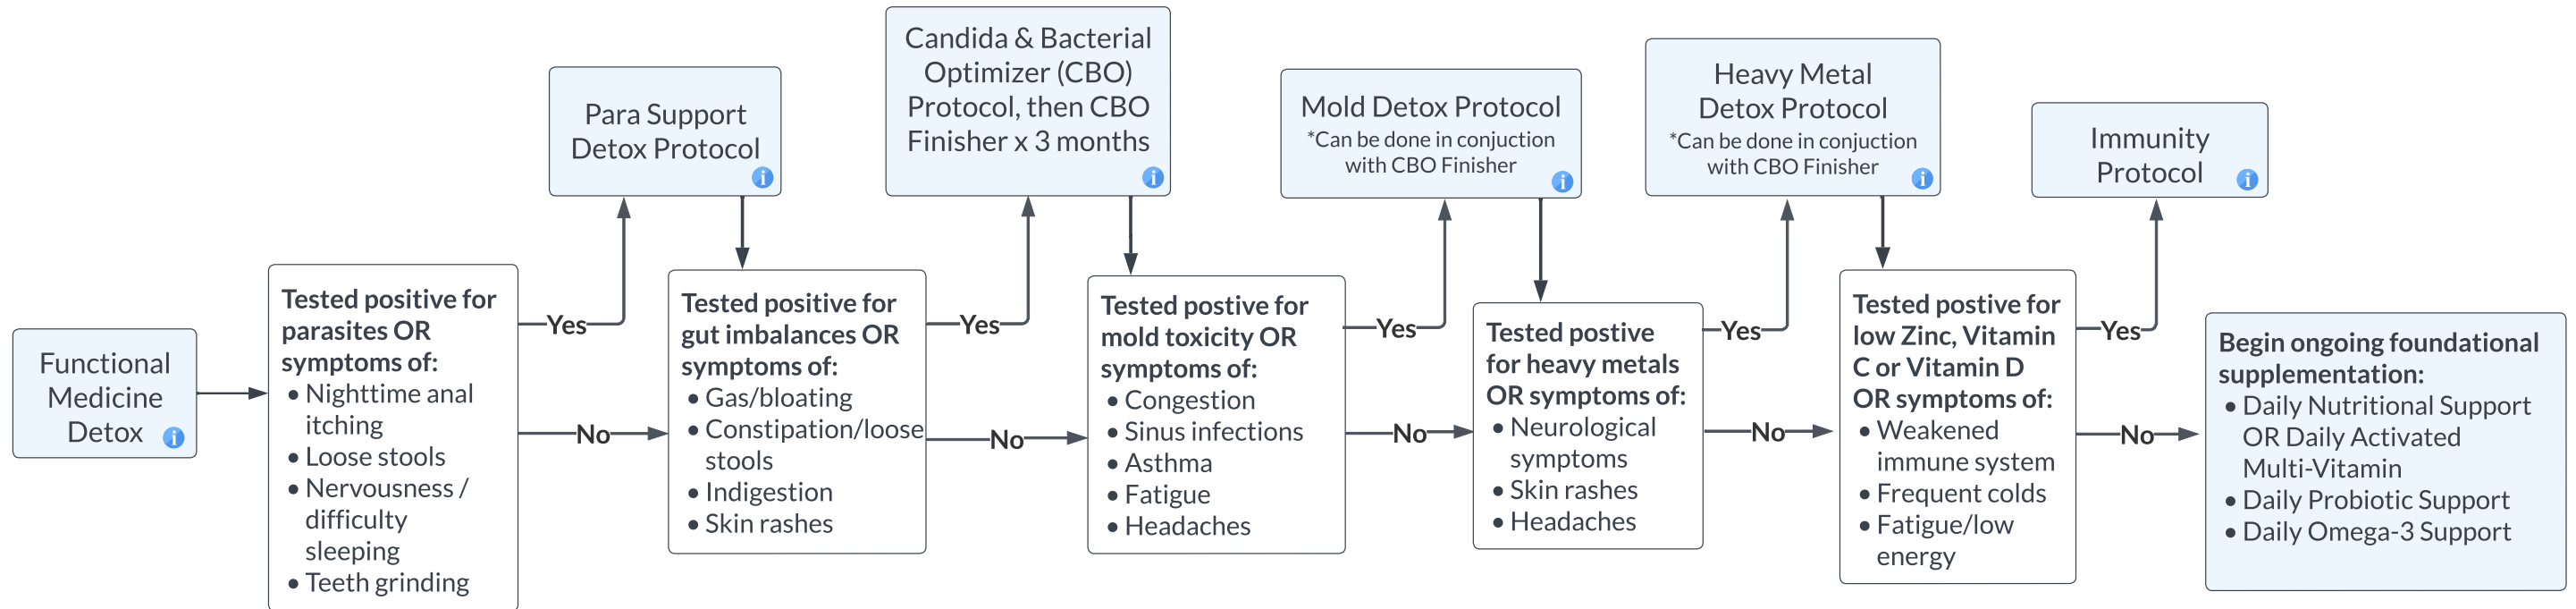 Functional
Medicine
Detox
Tested positive for
parasites OR
symptoms of:
• Nighttime anal
itching
• Loose stools
• Nervousness /
difficulty
sleeping
• Teeth grinding
Yes
No
Para Support
Detox Protocol
Tested positive for
gut imbalances OR
symptoms of:
• Gas/bloating
• Constipation/loose
stools
• Indigestion
• Skin rashes
Yes
No
Candida & Bacterial
Optimizer (CBO)
Protocol, then CBO
Finisher x 3 months
Tested postive for
mold toxicity OR
symptoms of:
• Congestion
• Sinus infections
• Asthma
• Fatigue
• Headaches
Yes
No
Mold Detox Protocol
*Can be done in conjuction
with CBO Finisher
Tested postive
for heavy metals
OR symptoms of:
• Neurological
symptoms
• Skin rashes
• Headaches
Yes
No
Heavy Metal
Detox Protocol
*Can be done in conjuction
with CBO Finisher
Tested postive for
low Zinc, Vitamin
C or Vitamin D
OR symptoms of:
• Weakened
immune system
• Frequent colds
• Fatigue/low
energy
Yes
No
Immunity
Protocol
Begin ongoing foundational
supplementation:
• Daily Nutritional Support
OR Daily Activated
Multi-Vitamin
• Daily Probiotic Support
• Daily Omega-3 Support